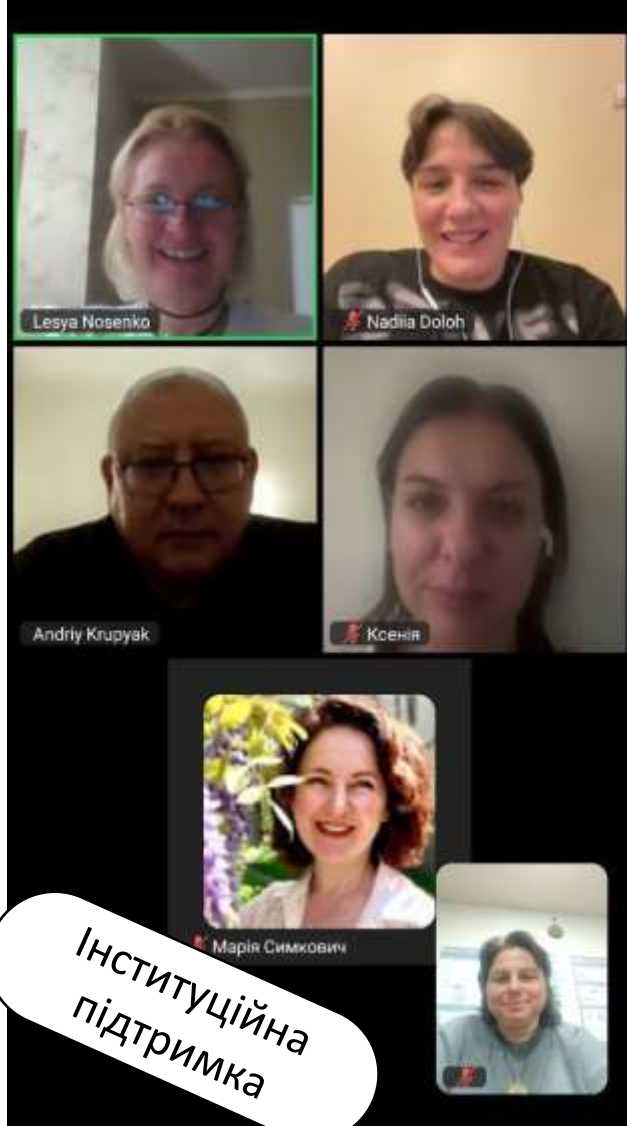 Lesya Nosenko
Nadiia Doloh
Andriy Krupyak
Ксенія
Марія Симкович
Інституційна
підтримка